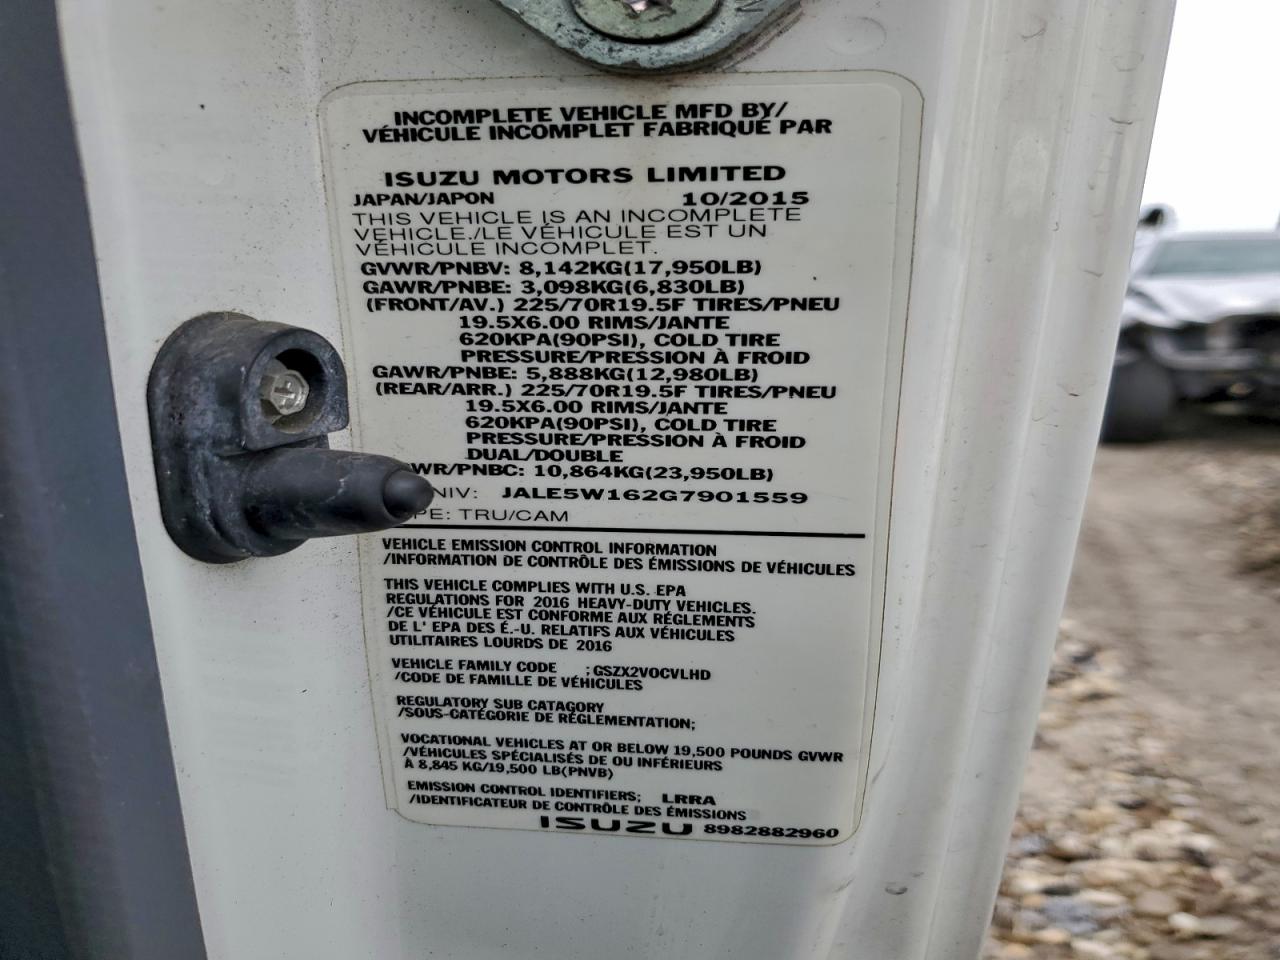 INCOMPLETE VEHICLE MFD BY/
VÉHICULE INCOMPLET FABRIQUÉ PAR
ISUZU MOTORS LIMITED
JAPAN/JAPON 10/2015
THIS VEHICLE IS AN INCOMPLETE
VEHICLE./LE VÉHICULE EST UN
VÉHICULE INCOMPLET.
GVWR/PNBV: 8,142KG(17,950LB)
GAWR/PNBE: 3,098KG(6,830LB)
(FRONT/AV.) 225/70R19.5F TIRES/PNEU
19.5X6.00 RIMS/JANTE
620KPA(90PSI), COLD TIRE
PRESSURE/PRESSION À FROID
GAWR/PNBE: 5,888KG(12,980LB)
(REAR/ARR.) 225/70R19.5F TIRES/PNEU
19.5X6.00 RIMS/JANTE
620KPA(90PSI), COLD TIRE
PRESSURE/PRESSION À FROID
DUAL/DOUBLE
WR/PNBC: 10,864KG(23,950LB)
NIV: JALE5W162G7901559
PE: TRU/CAM
VEHICLE EMISSION CONTROL INFORMATION
/INFORMATION DE CONTRÔLE DES ÉMISSIONS DE VÉHICULES
THIS VEHICLE COMPLIES WITH U.S. EPA
REGULATIONS FOR 2016 HEAVY-DUTY VEHICLES.
/CE VÉHICULE EST CONFORME AUX RÉGLEMENTS
DE L' EPA DES É.-U. RELATIFS AUX VÉHICULES
UTILITAIRES LOURDS DE 2016
VEHICLE FAMILY CODE ; GSZX2VOCVLHD
/CODE DE FAMILLE DE VÉHICULES
REGULATORY SUB CATAGORY
/SOUS-CATÉGORIE DE RÉGLEMENTATION;
VOCATIONAL VEHICLES AT OR BELOW 19,500 POUNDS GVWR
/VÉHICULES SPÉCIALISÉS DE OU INFÉRIEURS
À 8,845 KG/19,500 LB(PNVB)
EMISSION CONTROL IDENTIFIERS; LRRA
/IDENTIFICATEUR DE CONTRÔLE DES ÉMISSIONS
ISUZU 8982882960